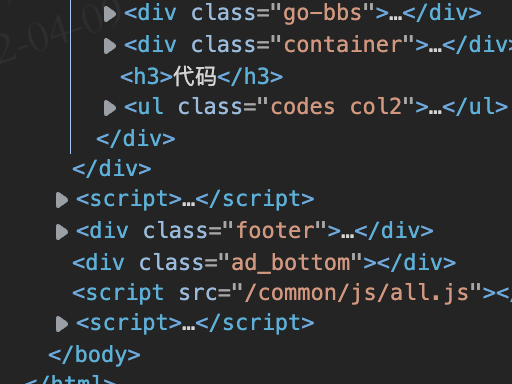 <div class="go-bbs">…</div>
<div class="container">…</div>
<h3>代码</h3>
<ul class="codes col2">…</ul>
</div>
</div>
<script>…</script>
<div class="footer">…</div>
<div class="ad_bottom"></div>
<script src="/common/js/all.js"></
<script>…</script>
</body>
</html>